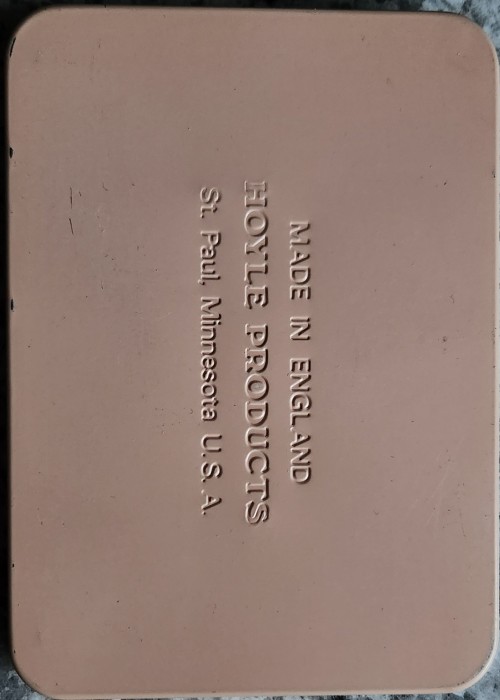 MADE IN ENGLAND
HOYLE PRODUCTS
St. Paul, Minnesota U.S.A.